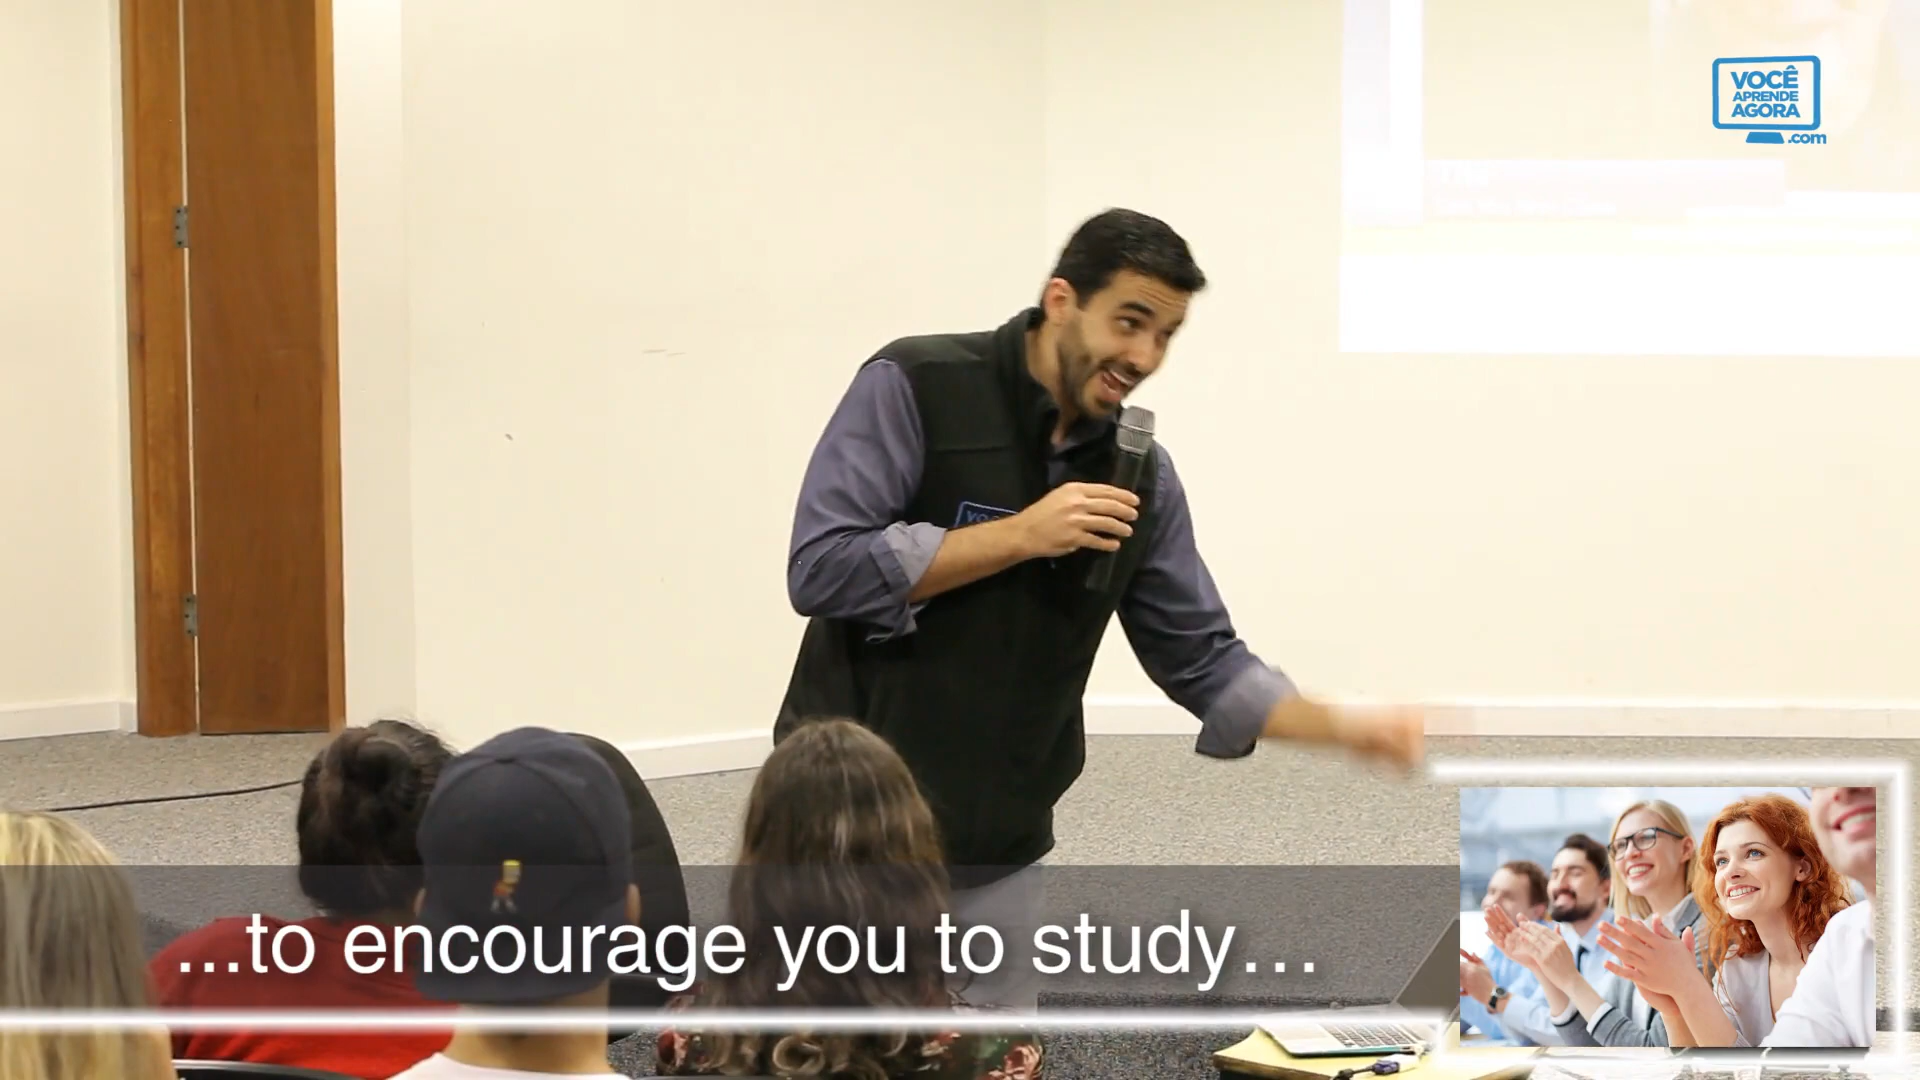 VOCÊ
APRENDE
AGORA
.com
...to encourage you to study...